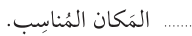 ....... المَكان المُناسِب.